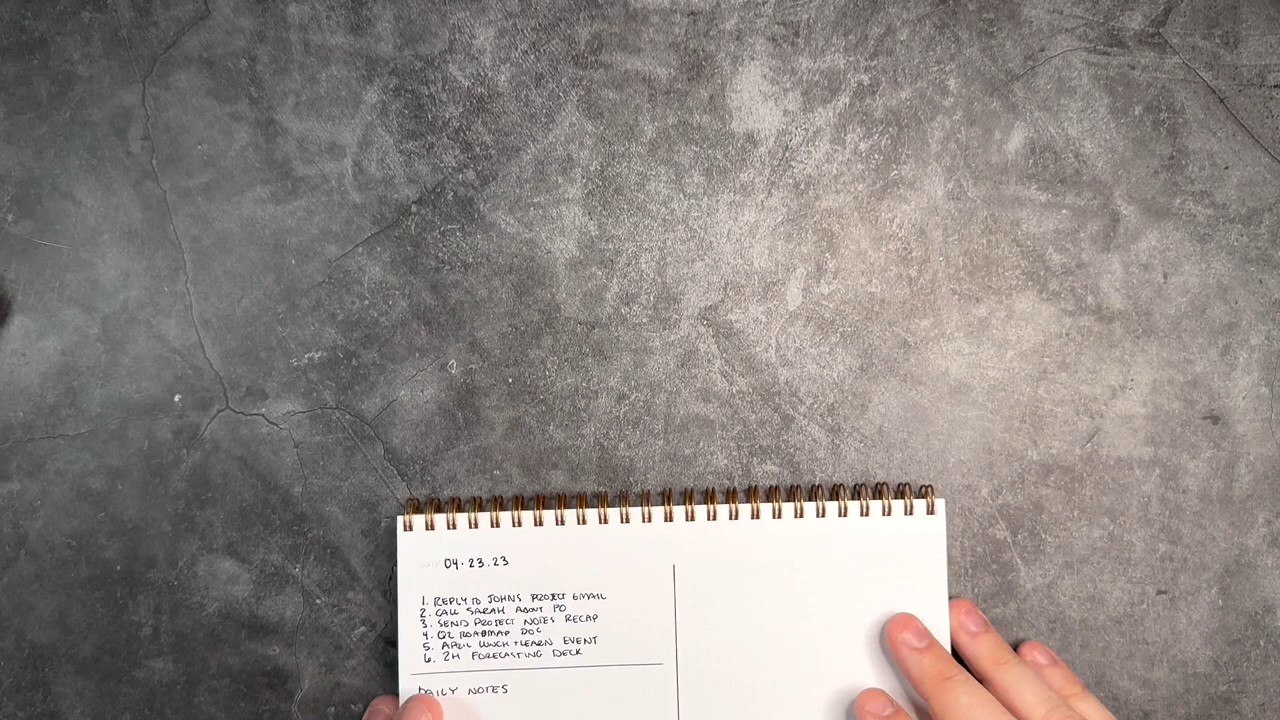 04.23.23
1. REPLY TO JOHNS PROJECT EMAIL
2. CALL SARAH ABOUT PO
3. SEND PROJECT NOTES RECAP
4. Q2 ROADMAP DOC
5. APRIL LUNCH + LEARN EVENT
6. 2H FORECASTING DECK
DAILY NOTES